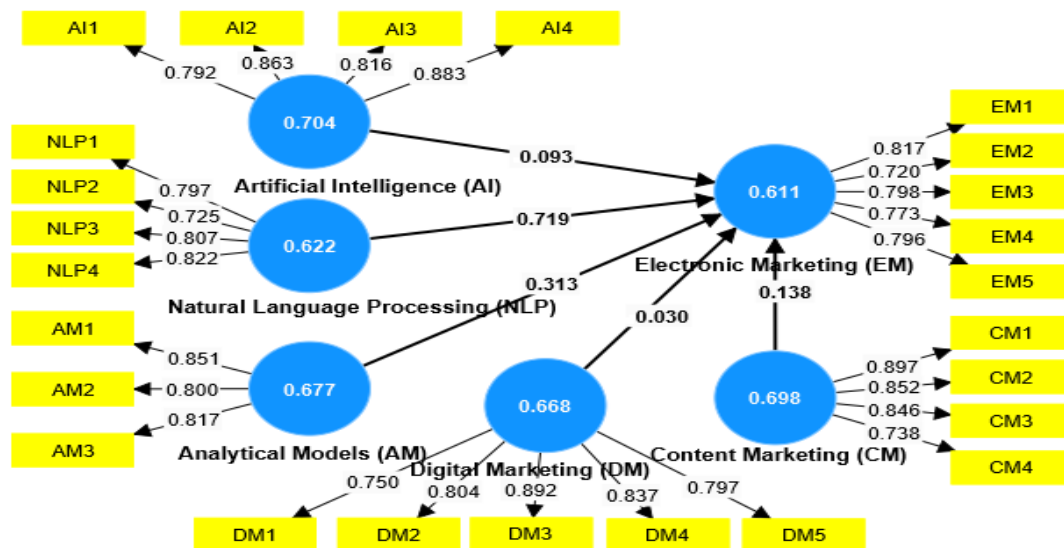 AI1
AI2
AI3
AI4
0.792
0.863
0.816
0.883
0.704
Artificial Intelligence (AI)
0.093
NLP1
NLP2
NLP3
NLP4
0.797
0.725
0.807
0.822
0.622
Natural Language Processing (NLP)
0.719
AM1
AM2
AM3
0.851
0.800
0.817
0.677
Analytical Models (AM)
0.313
0.668
Digital Marketing (DM)
0.030
0.750
0.804
0.892
0.837
0.797
DM1
DM2
DM3
DM4
DM5
0.611
Electronic Marketing (EM)
0.817
0.720
0.798
0.773
0.796
EM1
EM2
EM3
EM4
EM5
0.138
0.698
Content Marketing (CM)
0.897
0.852
0.846
0.738
CM1
CM2
CM3
CM4